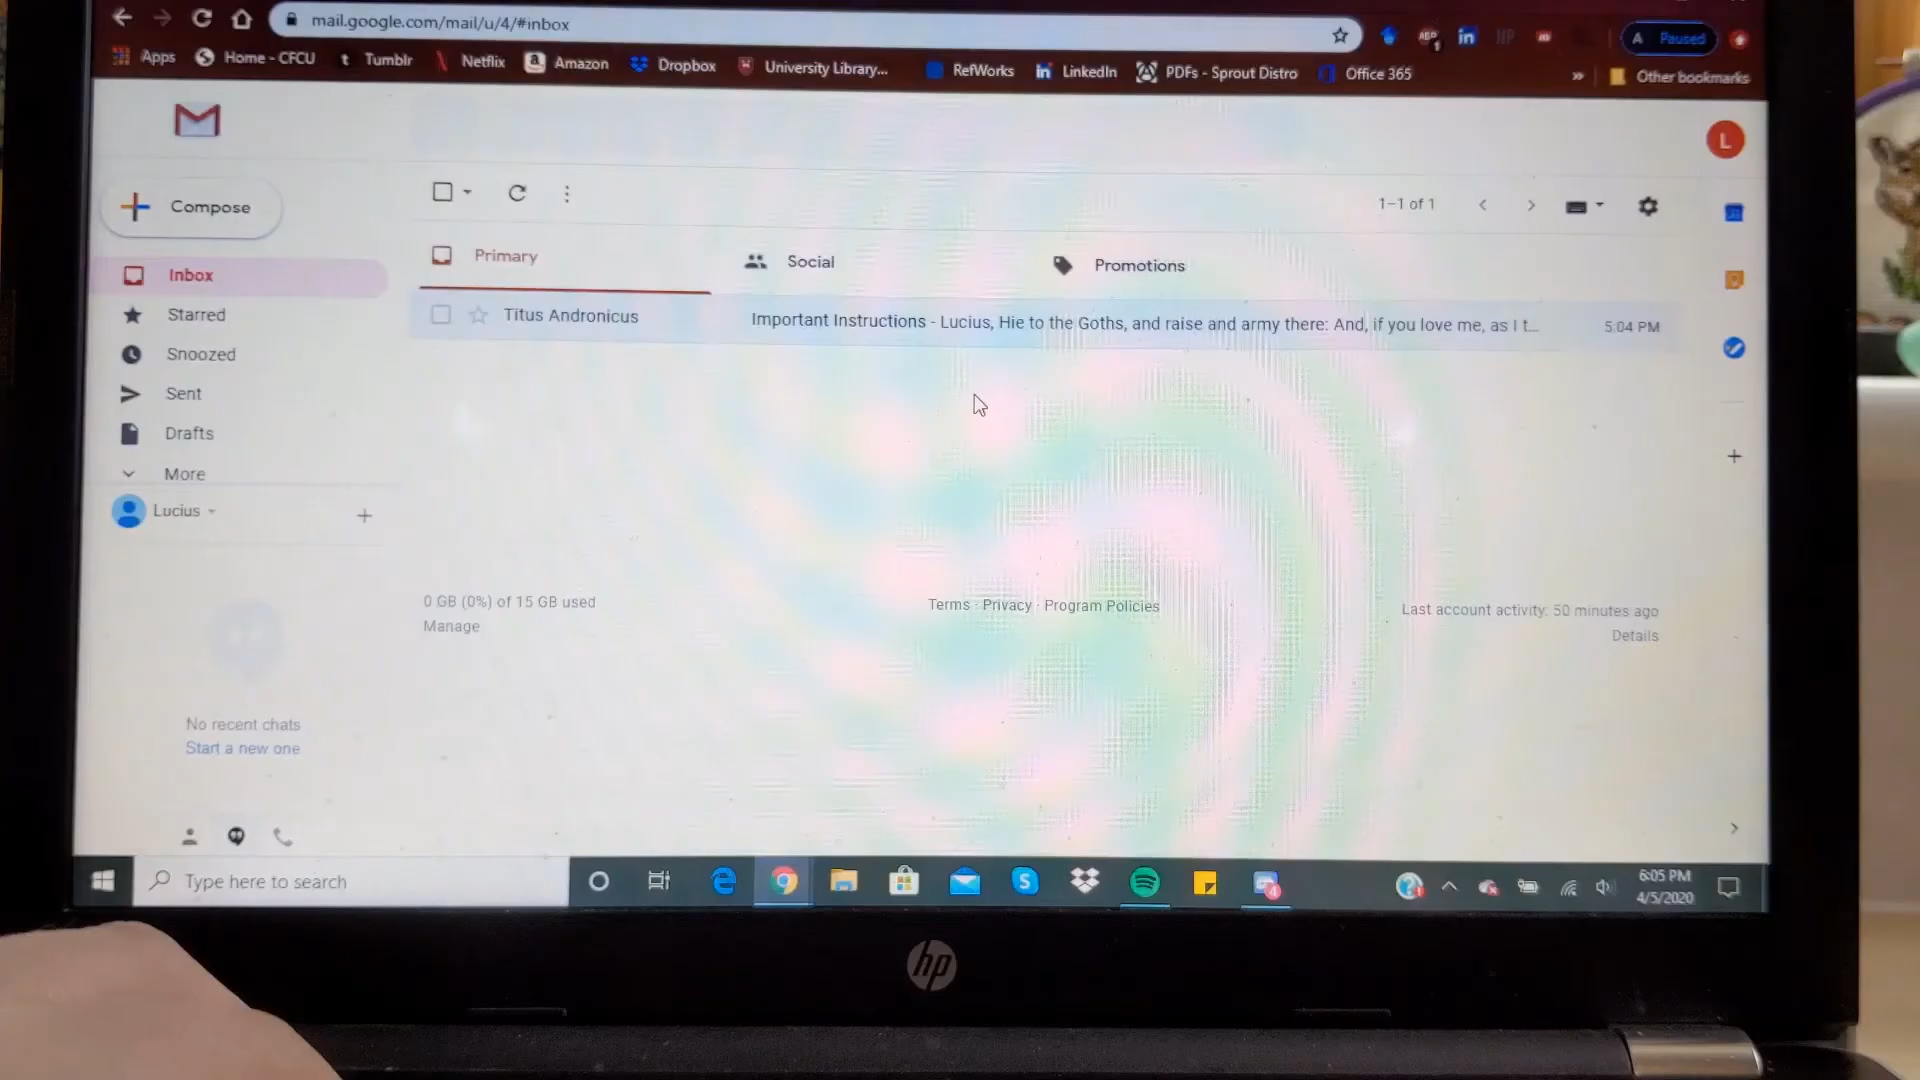 mail.google.com/mail/u/4/#inbox
A Paused
Apps Home - CFCU t Tumblr Netflix a Amazon Dropbox University Library... RefWorks in LinkedIn PDFs - Sprout Distro Office 365 » Other bookmarks
L
Compose
1–1 of 1
Primary Social Promotions
Inbox
Titus Andronicus Important Instructions - Lucius, Hie to the Goths, and raise and army there: And, if you love me, as I t... 5:04 PM
Starred
Snoozed
Sent
Drafts
More
Lucius
0 GB (0%) of 15 GB used
Manage
Terms · Privacy · Program Policies
Last account activity: 50 minutes ago
Details
No recent chats
Start a new one
Type here to search
6:05 PM
4/5/2020
hp